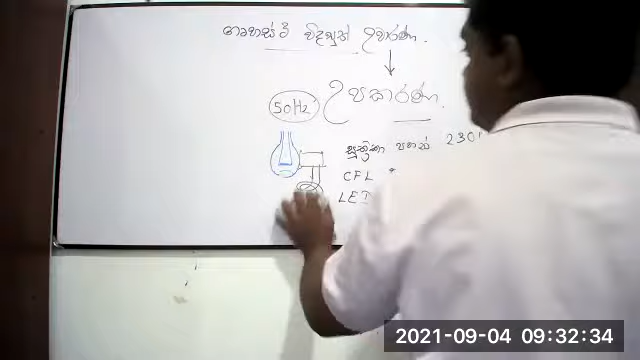 ගෘහස්ථ විද්‍යුත් උපකරණ.
උපකරණ.
50Hz
සූත්‍රිකා පහන් 230V
CFL "
LED
2021-09-04 09:32:34